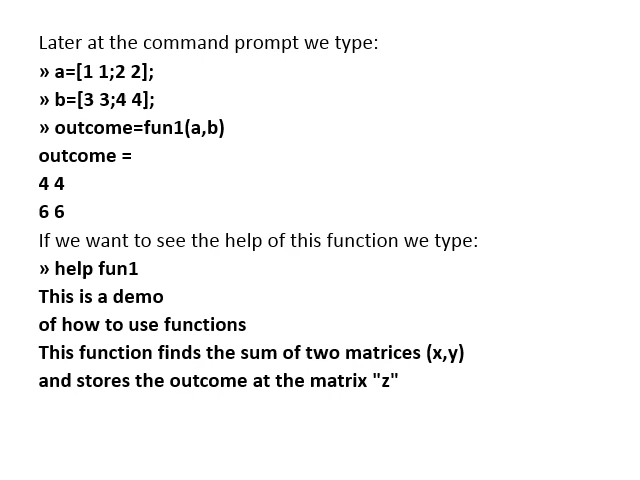 Later at the command prompt we type:
» a=[1 1;2 2];
» b=[3 3;4 4];
» outcome=fun1(a,b)
outcome =
4 4
6 6
If we want to see the help of this function we type:
» help fun1
This is a demo
of how to use functions
This function finds the sum of two matrices (x,y)
and stores the outcome at the matrix "z"